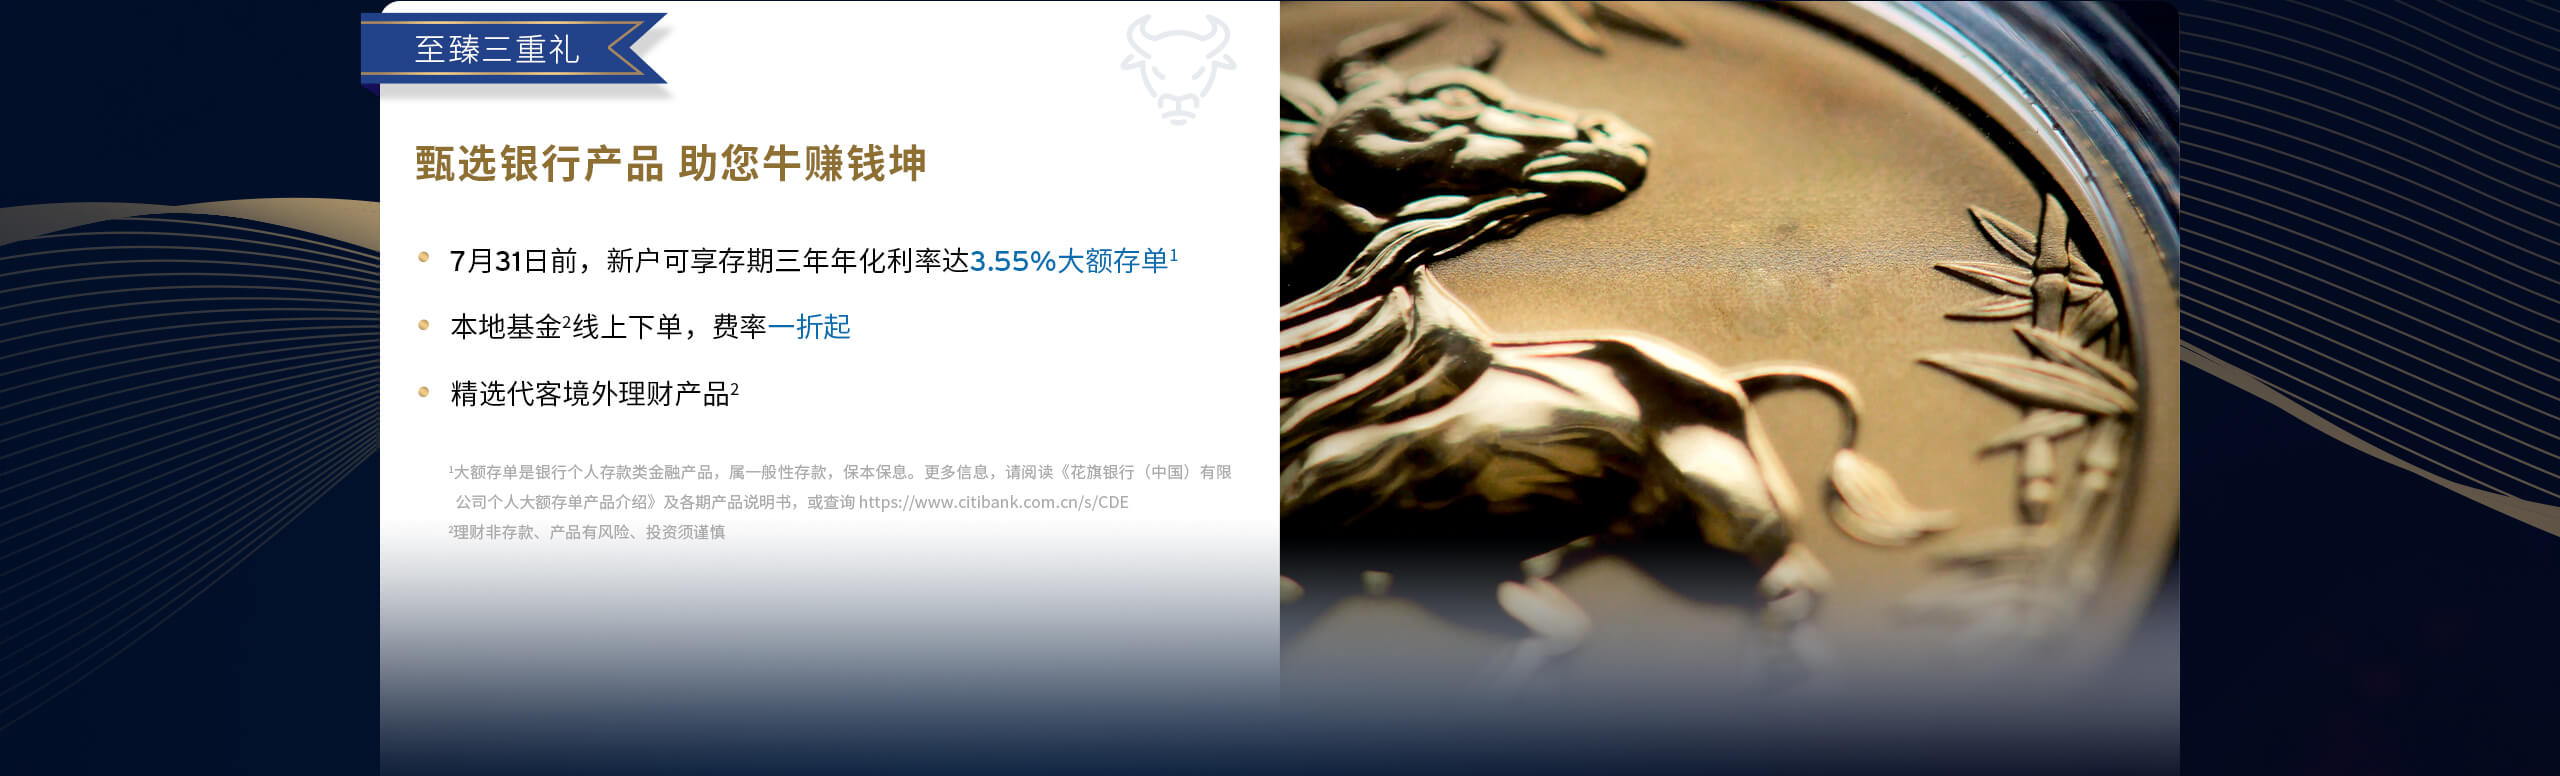 至臻三重礼
甄选银行产品 助您牛赚钱坤
7月31日前，新户可享存期三年年化利率达3.55%大额存单¹
本地基金²线上下单，费率一折起
精选代客境外理财产品²
¹大额存单是银行个人存款类金融产品，属一般性存款，保本保息。更多信息，请阅读《花旗银行（中国）有限
公司个人大额存单产品介绍》及各期产品说明书，或查询 https://www.citibank.com.cn/s/CDE
²理财非存款、产品有风险、投资须谨慎